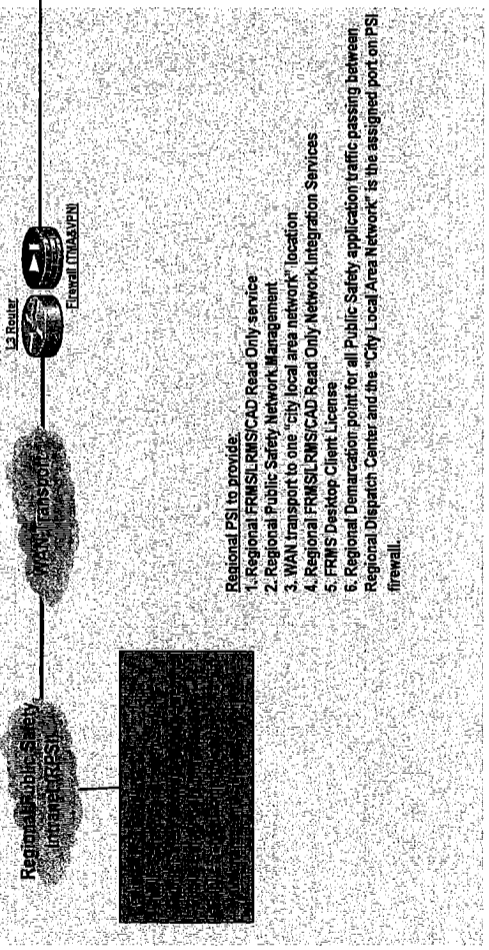 Regional Public Safety
Intranet (RPSI)
WAN Transport
L3 Router
Firewall
Regional PSI to provide:
1. Regional FRMS/LRMS/CAD Read Only service
2. Regional Public Safety Network Management
3. WAN transport to one "city local area network" location
4. Regional FRMS/LRMS/CAD Read Only Network Integration Services
5. FRMS Desktop Client License
6. Regional Demarcation point for all Public Safety application traffic passing between
Regional Dispatch Center and the "City Local Area Network" is the assigned port on PSI
firewall.